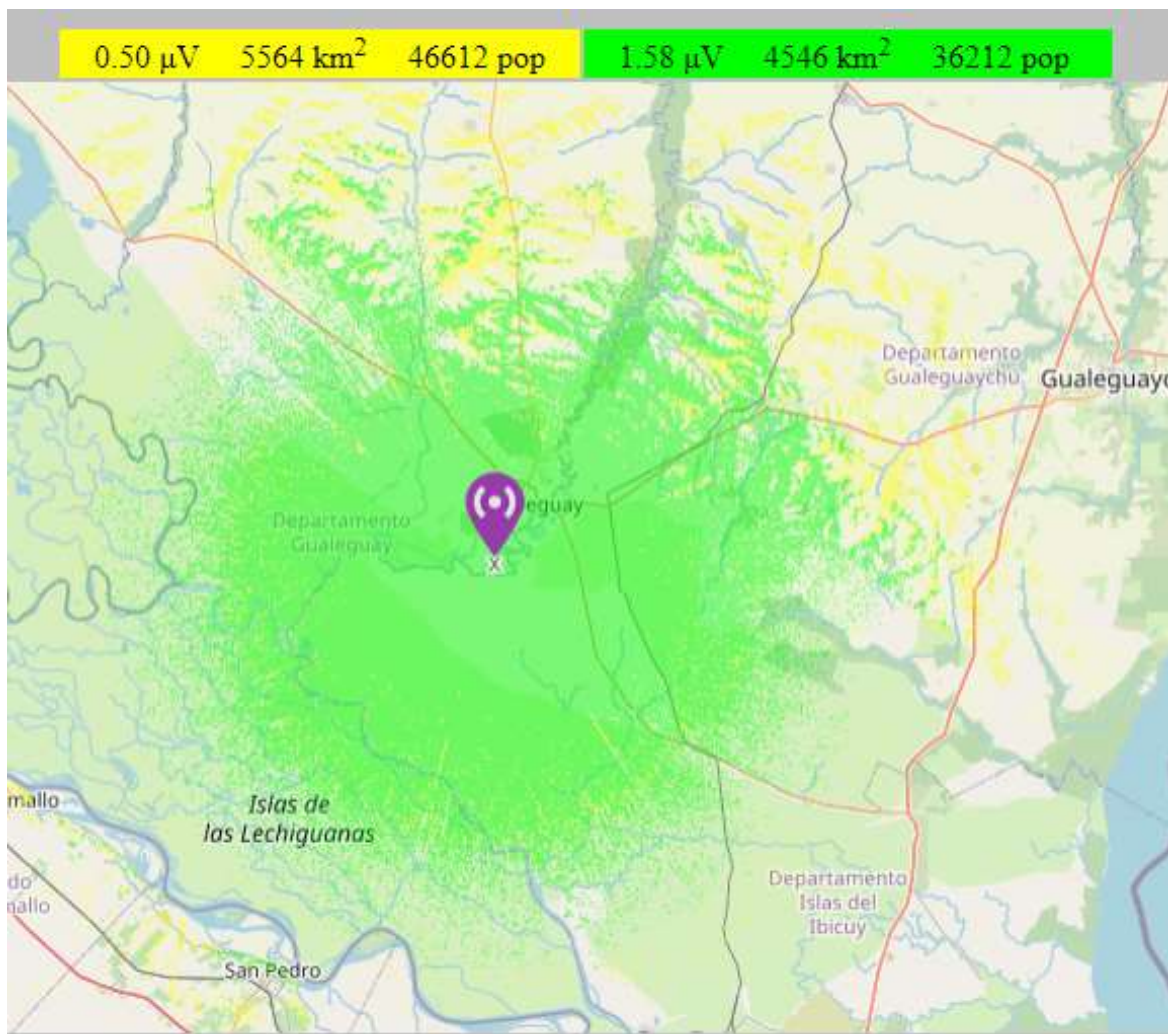 0.50 µV 5564 km² 46612 pop 1.58 µV 4546 km² 36212 pop
Departamento
Gualeguaychu
Gualeguayc
eguay
Departamento
Gualeguay
X
mallo
Islas de
las Lechiguanas
do
mallo
Departamento
Islas del
Ibicuy
San Pedro